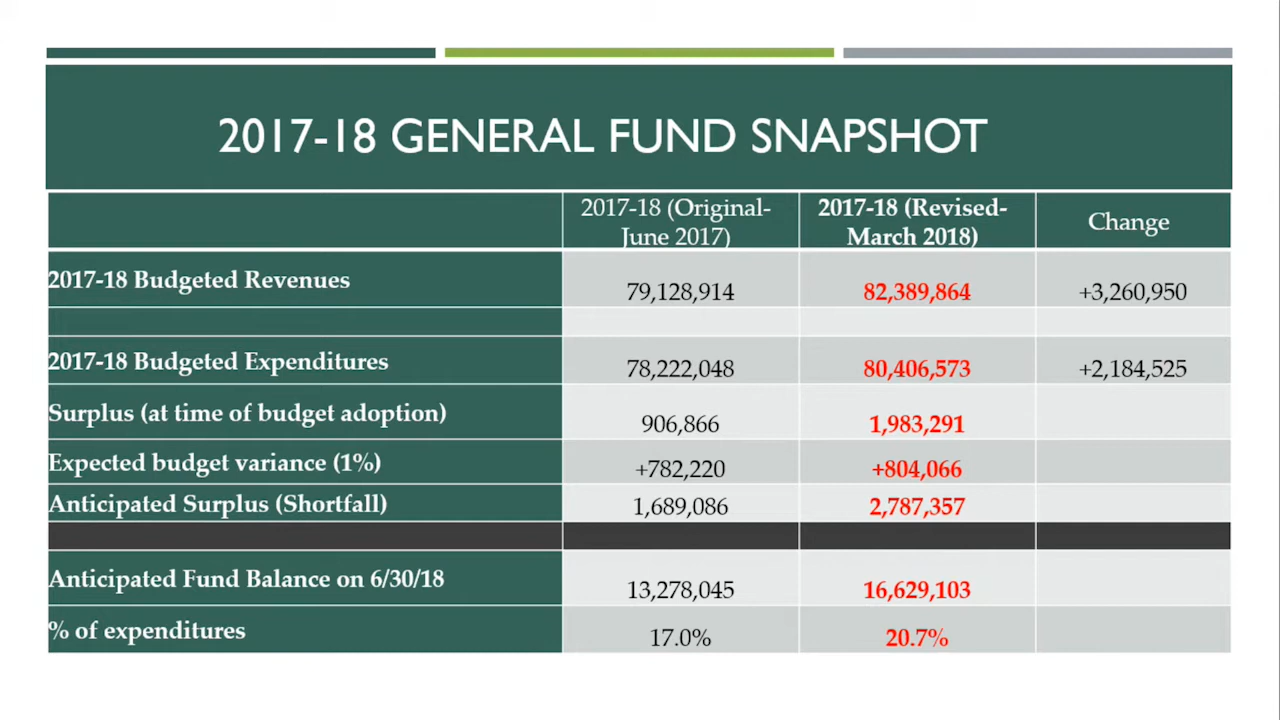 2017-18 GENERAL FUND SNAPSHOT
2017-18 (Original-
June 2017)
2017-18 (Revised-
March 2018)
Change
2017-18 Budgeted Revenues
79,128,914
82,389,864
+3,260,950
2017-18 Budgeted Expenditures
78,222,048
80,406,573
+2,184,525
Surplus (at time of budget adoption)
906,866
1,983,291
Expected budget variance (1%)
+782,220
+804,066
Anticipated Surplus (Shortfall)
1,689,086
2,787,357
Anticipated Fund Balance on 6/30/18
13,278,045
16,629,103
% of expenditures
17.0%
20.7%